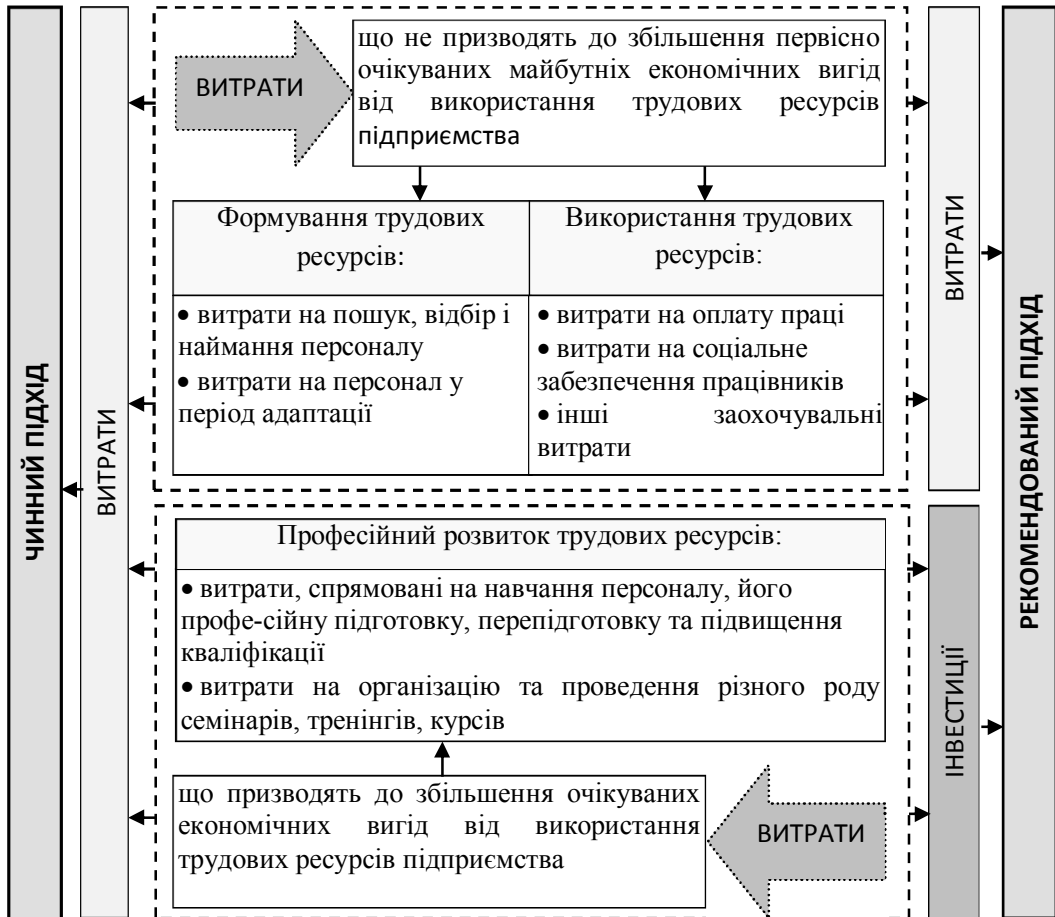 ЧИННИЙ ПІДХІД
ВИТРАТИ
ВИТРАТИ
що не призводять до збільшення первісно
очікуваних майбутніх економічних вигід
від використання трудових ресурсів
підприємства
Формування трудових
ресурсів:
Використання трудових
ресурсів:
• витрати на пошук, відбір і
наймання персоналу
• витрати на персонал у
період адаптації
• витрати на оплату праці
• витрати на соціальне
забезпечення працівників
• інші заохочувальні
витрати
Професійний розвиток трудових ресурсів:
• витрати, спрямовані на навчання персоналу, його
профе-сійну підготовку, перепідготовку та підвищення
кваліфікації
• витрати на організацію та проведення різного роду
семінарів, тренінгів, курсів
що призводять до збільшення очікуваних
економічних вигід від використання
трудових ресурсів підприємства
ВИТРАТИ
ВИТРАТИ
ІНВЕСТИЦІЇ
РЕКОМЕНДОВАНИЙ ПІДХІД